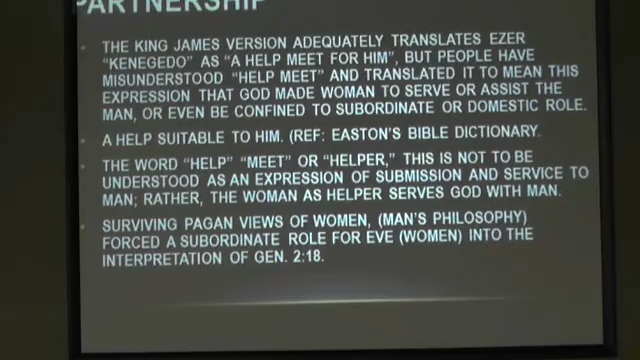 PARTNERSHIP
THE KING JAMES VERSION ADEQUATELY TRANSLATES EZER
"KENEGEDO" AS "A HELP MEET FOR HIM", BUT PEOPLE HAVE
MISUNDERSTOOD "HELP MEET" AND TRANSLATED IT TO MEAN THIS
EXPRESSION THAT GOD MADE WOMAN TO SERVE OR ASSIST THE
MAN, OR EVEN BE CONFINED TO SUBORDINATE OR DOMESTIC ROLE.
A HELP SUITABLE TO HIM. (REF: EASTON'S BIBLE DICTIONARY.
THE WORD "HELP" "MEET" OR "HELPER," THIS IS NOT TO BE
UNDERSTOOD AS AN EXPRESSION OF SUBMISSION AND SERVICE TO
MAN; RATHER, THE WOMAN AS HELPER SERVES GOD WITH MAN.
SURVIVING PAGAN VIEWS OF WOMEN, (MAN'S PHILOSOPHY)
FORCED A SUBORDINATE ROLE FOR EVE (WOMEN) INTO THE
INTERPRETATION OF GEN. 2:18.